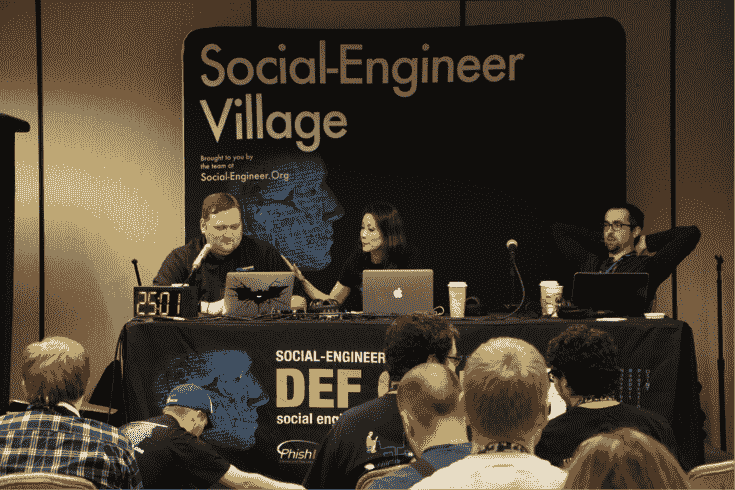 Social-Engineer
Village
Brought to you by
the team at
Social-Engineer.Org
25:01
SOCIAL-ENGINEER
DEF
social engi
Phish